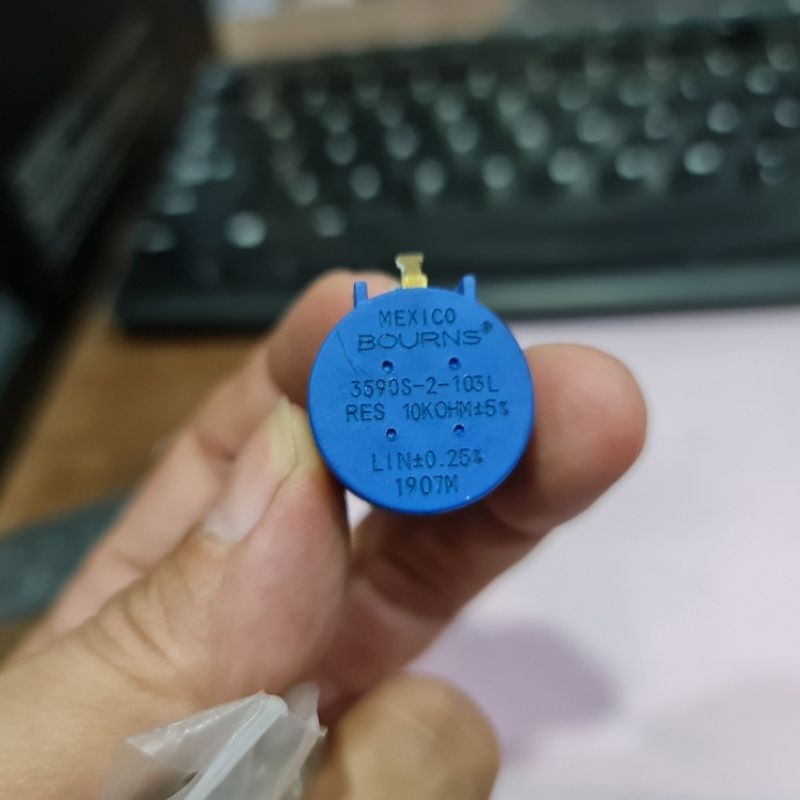 MEXICO
BOURNS®
3590S-2-103L
RES 10KOHM±5%
LIN±0.25%
1907M